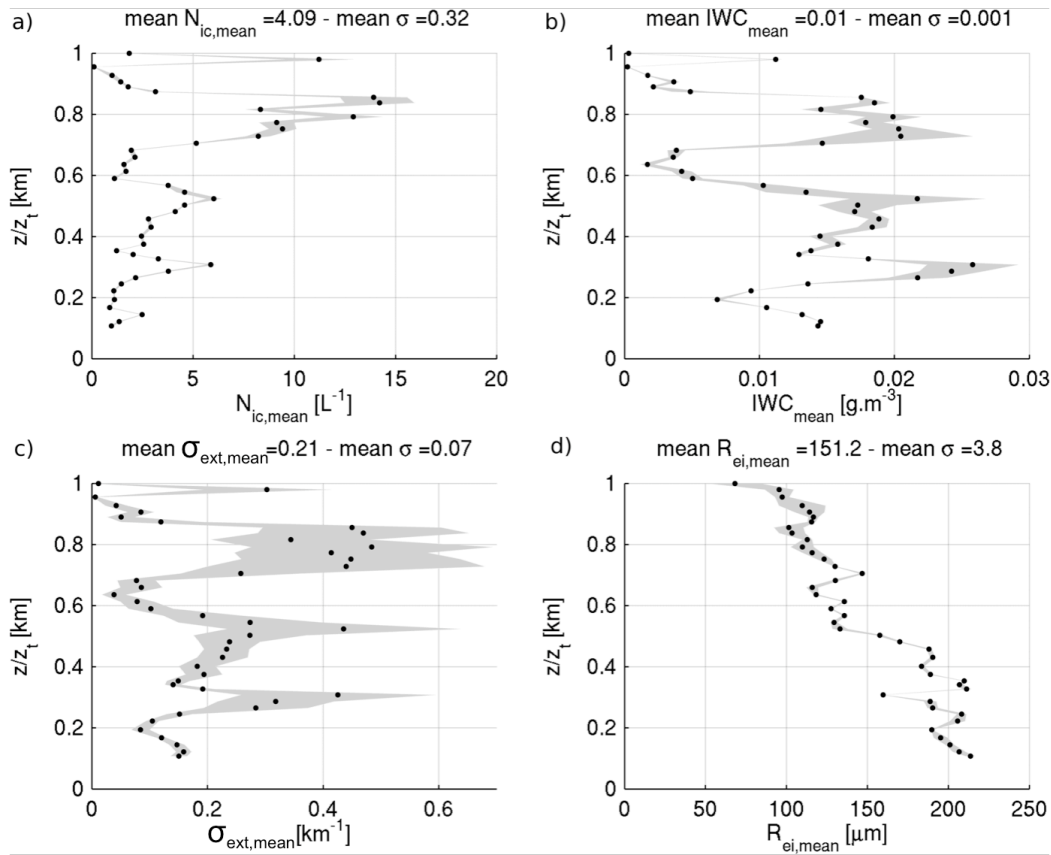 a) mean N_ic,mean =4.09 - mean σ =0.32
1
0.8
0.6
0.4
0.2
0
z/z_t [km]
0 5 10 15 20
N_ic,mean [L^-1]
b) mean IWC_mean =0.01 - mean σ =0.001
1
0.8
0.6
0.4
0.2
0
z/z_t [km]
0 0.01 0.02 0.03
IWC_mean [g.m^-3]
c) mean σ_ext,mean =0.21 - mean σ =0.07
1
0.8
0.6
0.4
0.2
0
z/z_t [km]
0 0.2 0.4 0.6
σ_ext,mean [km^-1]
d) mean R_ei,mean =151.2 - mean σ =3.8
1
0.8
0.6
0.4
0.2
0
z/z_t [km]
0 50 100 150 200 250
R_ei,mean [μm]